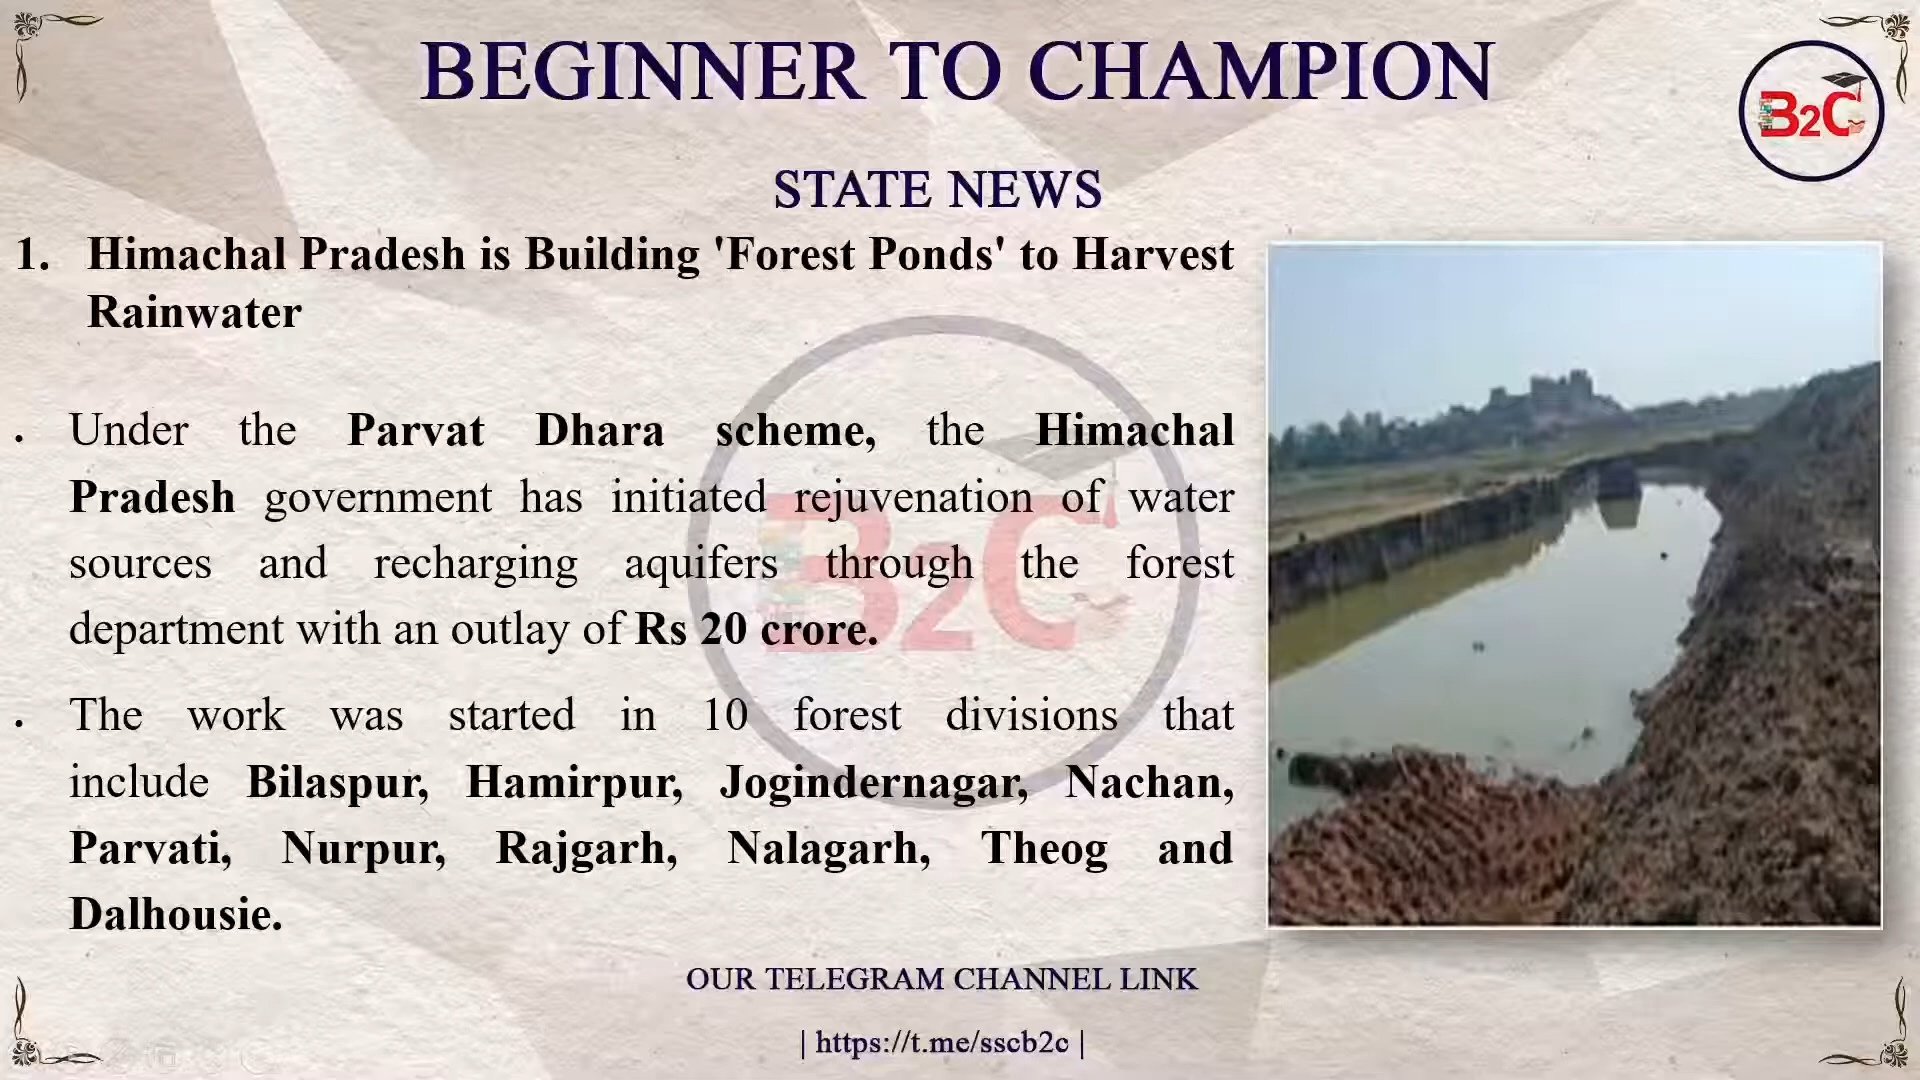 BEGINNER TO CHAMPION
B2C
STATE NEWS
1. Himachal Pradesh is Building 'Forest Ponds' to Harvest
Rainwater
• Under the Parvat Dhara scheme, the Himachal
Pradesh government has initiated rejuvenation of water
sources and recharging aquifers through the forest
department with an outlay of Rs 20 crore.
• The work was started in 10 forest divisions that
include Bilaspur, Hamirpur, Jogindernagar, Nachan,
Parvati, Nurpur, Rajgarh, Nalagarh, Theog and
Dalhousie.
B2C
OUR TELEGRAM CHANNEL LINK
| https://t.me/sscb2c |